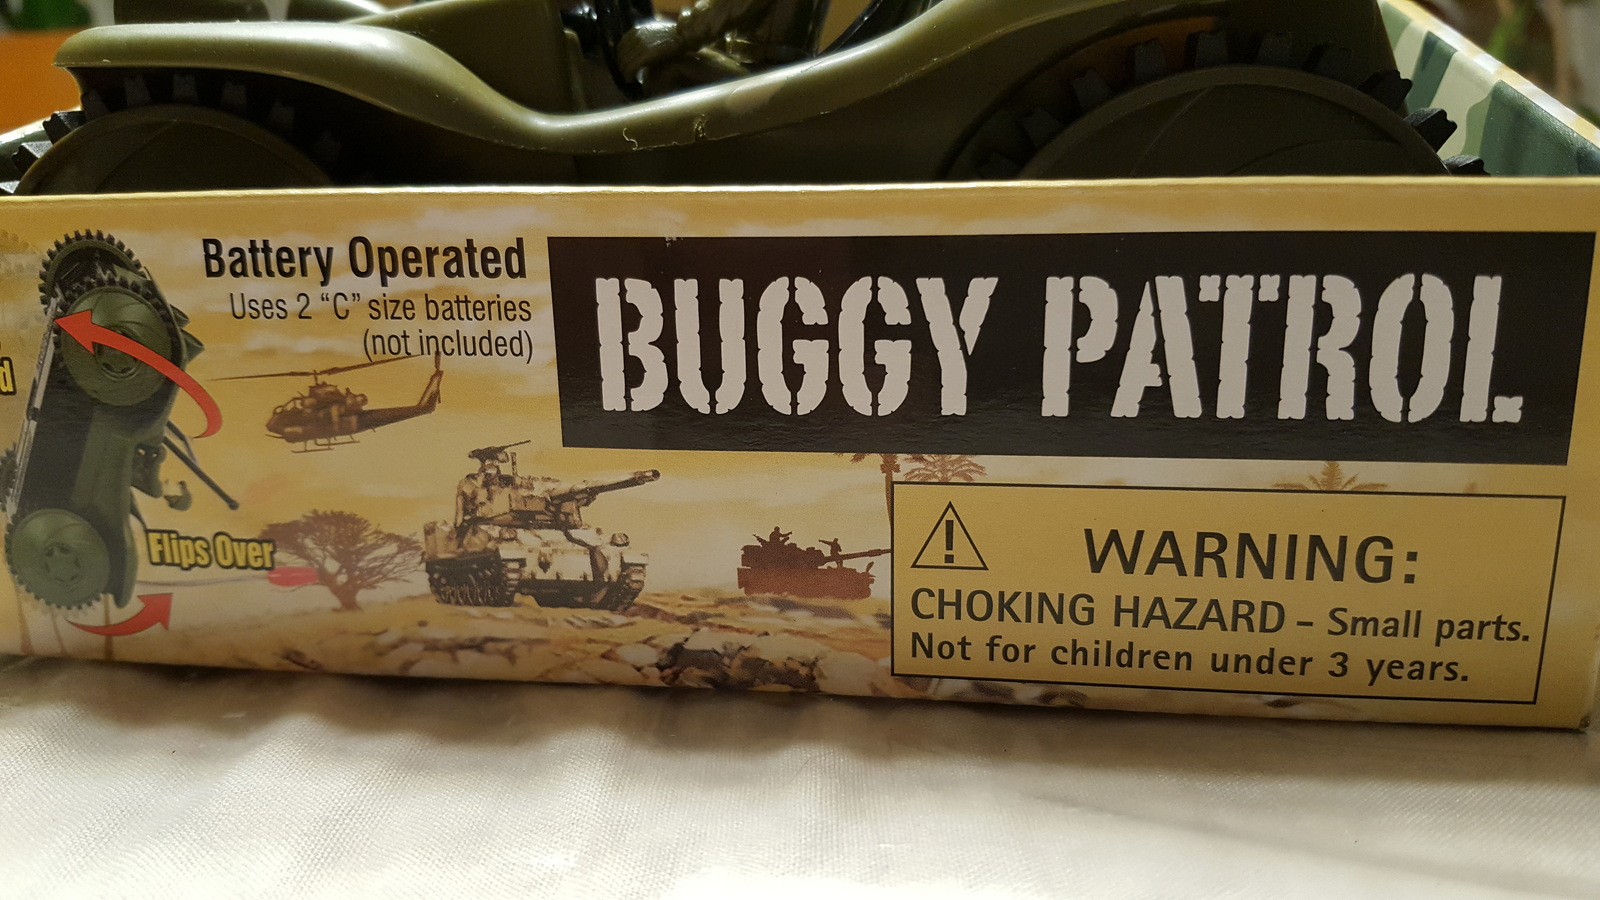 Battery Operated
Uses 2 “C” size batteries
(not included)
BUGGY PATROL
Flips Over
WARNING:
CHOKING HAZARD – Small parts.
Not for children under 3 years.